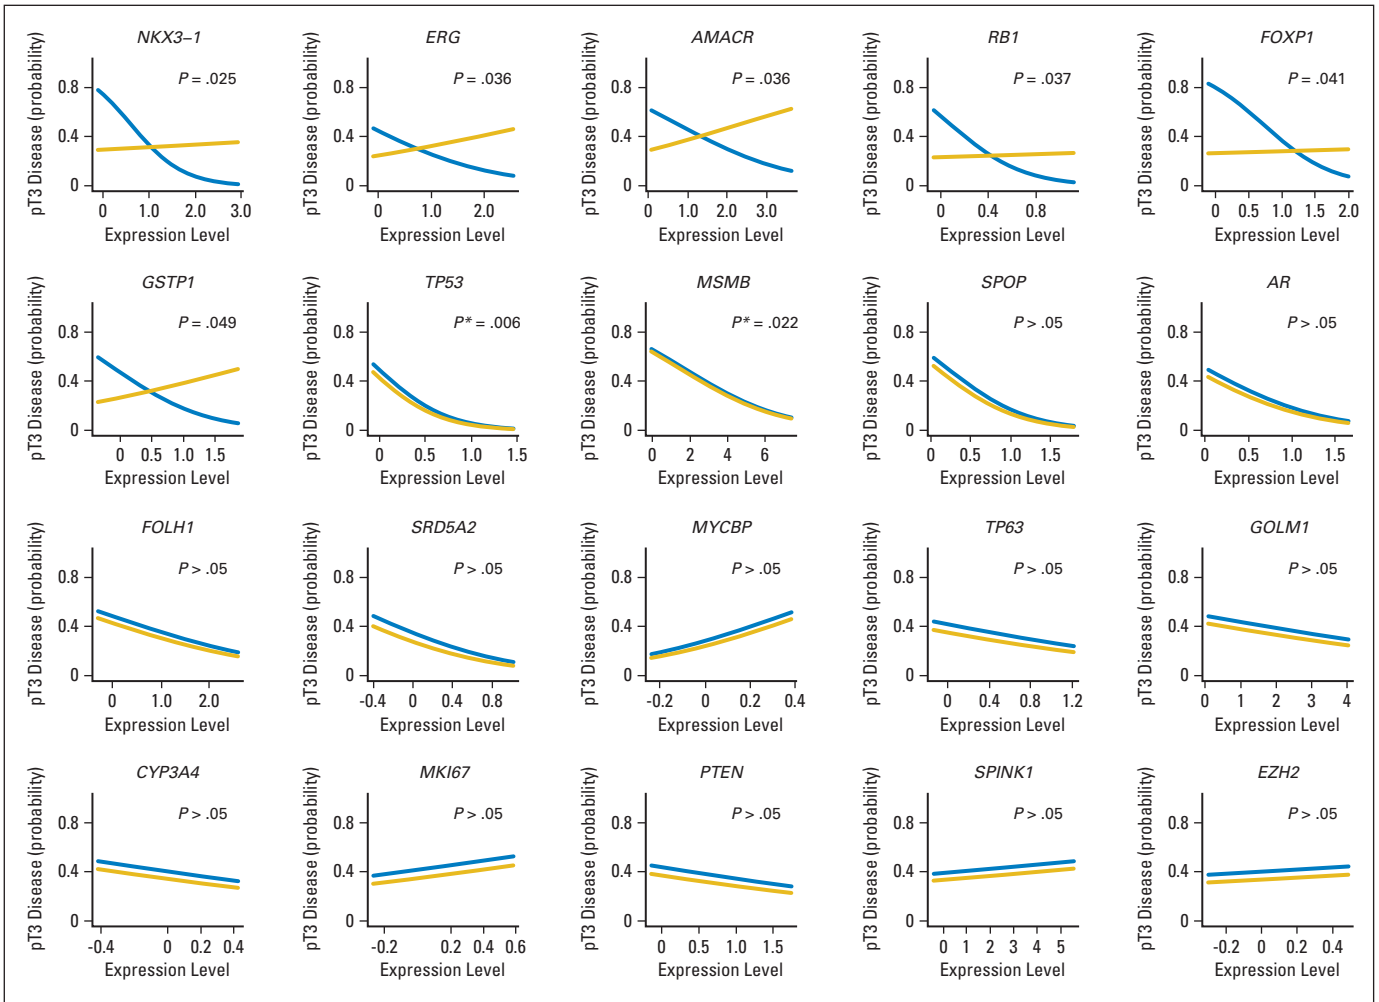 NKX3–1 ERG AMACR RB1 FOXP1
pT3 Disease (probability) pT3 Disease (probability) pT3 Disease (probability) pT3 Disease (probability) pT3 Disease (probability)
P = .025 P = .036 P = .036 P = .037 P = .041
0.8 0.8 0.8 0.8 0.8
0.4 0.4 0.4 0.4 0.4
0 0 0 0 0
0 1.0 2.0 3.0 0 1.0 2.0 0 1.0 2.0 3.0 0 0.4 0.8 0 0.5 1.0 1.5 2.0
Expression Level Expression Level Expression Level Expression Level Expression Level
GSTP1 TP53 MSMB SPOP AR
pT3 Disease (probability) pT3 Disease (probability) pT3 Disease (probability) pT3 Disease (probability) pT3 Disease (probability)
P = .049 P* = .006 P* = .022 P > .05 P > .05
0.8 0.8 0.8 0.8 0.8
0.4 0.4 0.4 0.4 0.4
0 0 0 0 0
0 0.5 1.0 1.5 0 0.5 1.0 1.5 0 2 4 6 0 0.5 1.0 1.5 0 0.5 1.0 1.5
Expression Level Expression Level Expression Level Expression Level Expression Level
FOLH1 SRD5A2 MYCBP TP63 GOLM1
pT3 Disease (probability) pT3 Disease (probability) pT3 Disease (probability) pT3 Disease (probability) pT3 Disease (probability)
P > .05 P > .05 P > .05 P > .05 P > .05
0.8 0.8 0.8 0.8 0.8
0.4 0.4 0.4 0.4 0.4
0 0 0 0 0
0 1.0 2.0 -0.4 0 0.4 0.8 -0.2 0 0.2 0.4 0 0.4 0.8 1.2 0 1 2 3 4
Expression Level Expression Level Expression Level Expression Level Expression Level
CYP3A4 MKI67 PTEN SPINK1 EZH2
pT3 Disease (probability) pT3 Disease (probability) pT3 Disease (probability) pT3 Disease (probability) pT3 Disease (probability)
P > .05 P > .05 P > .05 P > .05 P > .05
0.8 0.8 0.8 0.8 0.8
0.4 0.4 0.4 0.4 0.4
0 0 0 0 0
-0.4 0 0.2 0.4 -0.2 0.2 0.4 0.6 0 0.5 1.0 1.5 0 1 2 3 4 5 -0.2 0 0.2 0.4
Expression Level Expression Level Expression Level Expression Level Expression Level